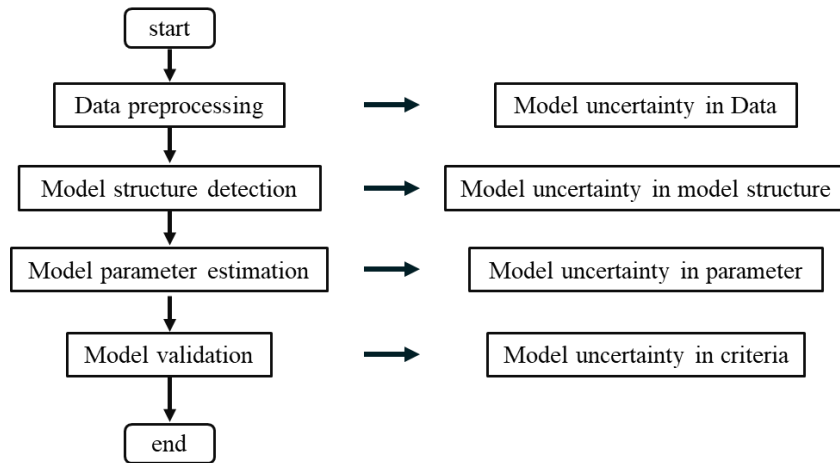 start
Data preprocessing
Model uncertainty in Data
Model structure detection
Model uncertainty in model structure
Model parameter estimation
Model uncertainty in parameter
Model validation
Model uncertainty in criteria
end